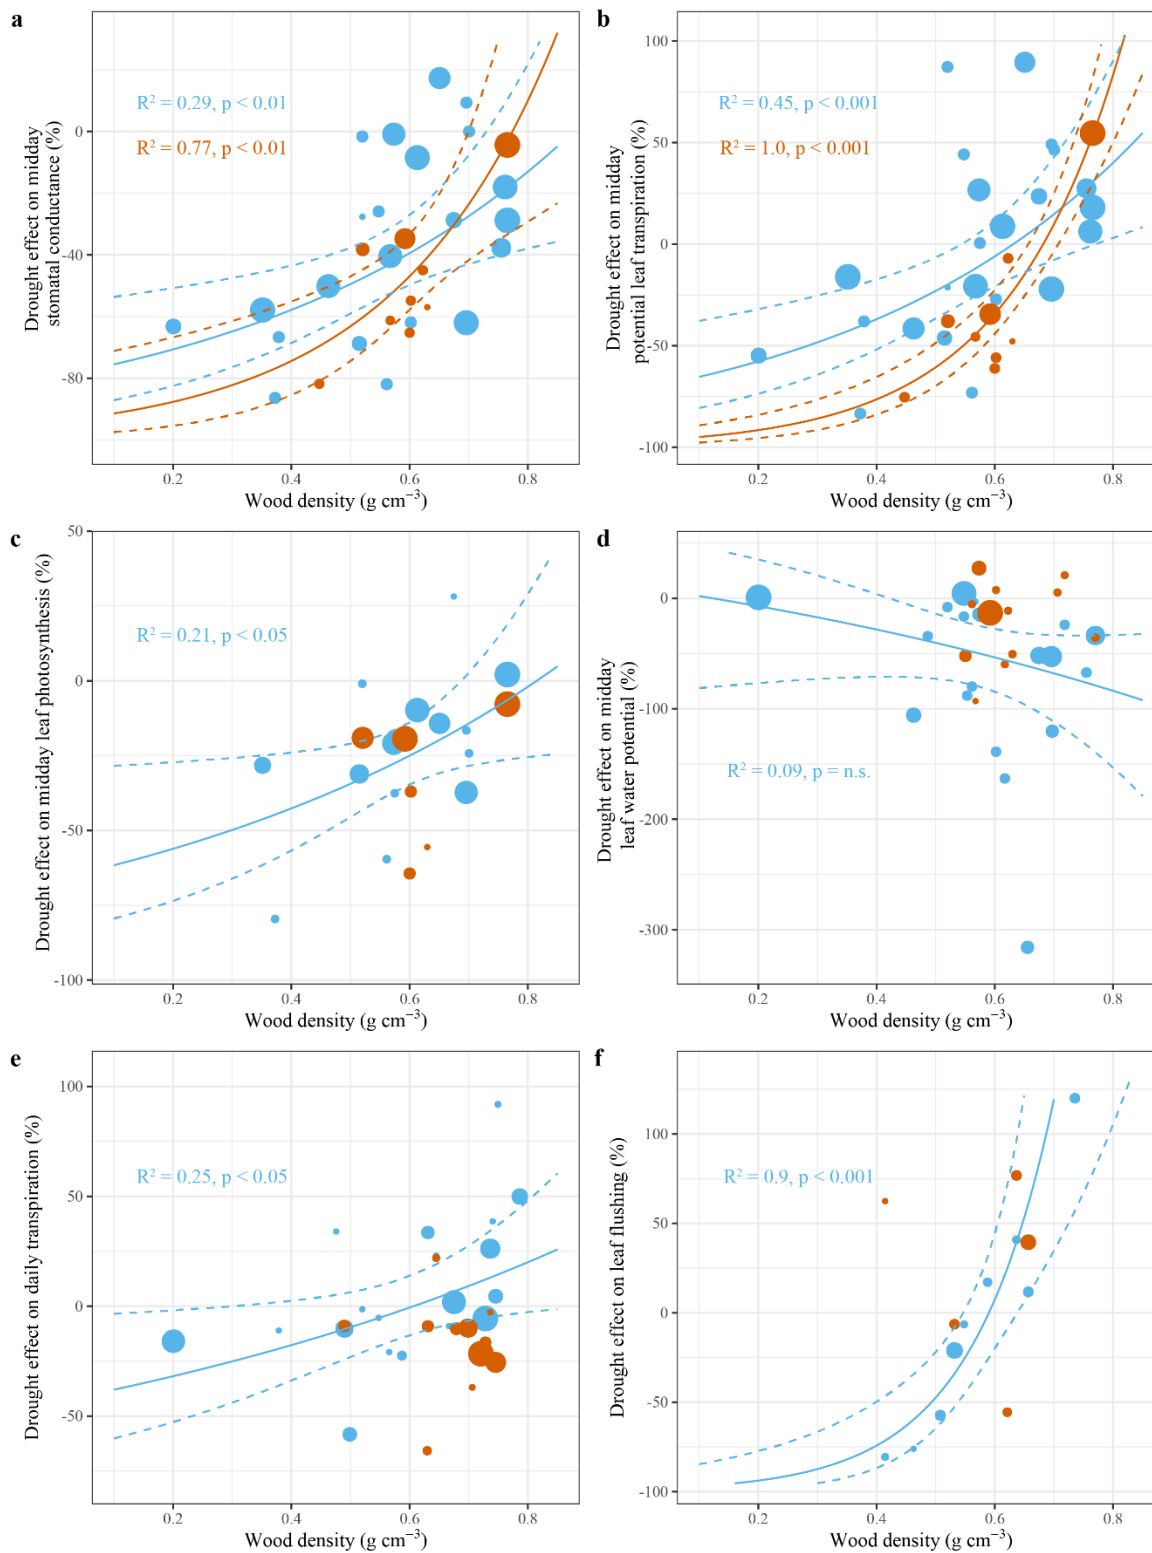 a
Drought effect on midday
stomatal conductance (%)
0
-40
-80
R² = 0.29, p < 0.01
R² = 0.77, p < 0.01
0.2 0.4 0.6 0.8
Wood density (g cm⁻³)
b
Drought effect on midday
potential leaf transpiration (%)
100
50
0
-50
-100
R² = 0.45, p < 0.001
R² = 1.0, p < 0.001
0.2 0.4 0.6 0.8
Wood density (g cm⁻³)
c
Drought effect on midday leaf photosynthesis (%)
50
0
-50
-100
R² = 0.21, p < 0.05
0.2 0.4 0.6 0.8
Wood density (g cm⁻³)
d
Drought effect on midday
leaf water potential (%)
0
-100
-200
-300
R² = 0.09, p = n.s.
0.2 0.4 0.6 0.8
Wood density (g cm⁻³)
e
Drought effect on daily transpiration (%)
100
50
0
-50
R² = 0.25, p < 0.05
0.2 0.4 0.6 0.8
Wood density (g cm⁻³)
f
Drought effect on leaf flushing (%)
100
50
0
-50
-100
R² = 0.9, p < 0.001
0.2 0.4 0.6 0.8
Wood density (g cm⁻³)